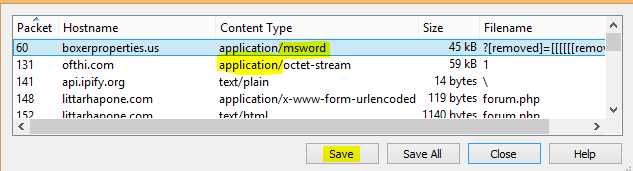 Packet Hostname Content Type Size Filename
60 boxerproperties.us application/msword 45 kB ?[removed]=[[[[[[remov
131 ofthi.com application/octet-stream 59 kB 1
141 api.ipify.org text/plain 14 bytes \
148 littarhapone.com application/x-www-form-urlencoded 119 bytes forum.php
152 littarhapone.com text/html 1140 bytes forum.php
Save Save All Close Help